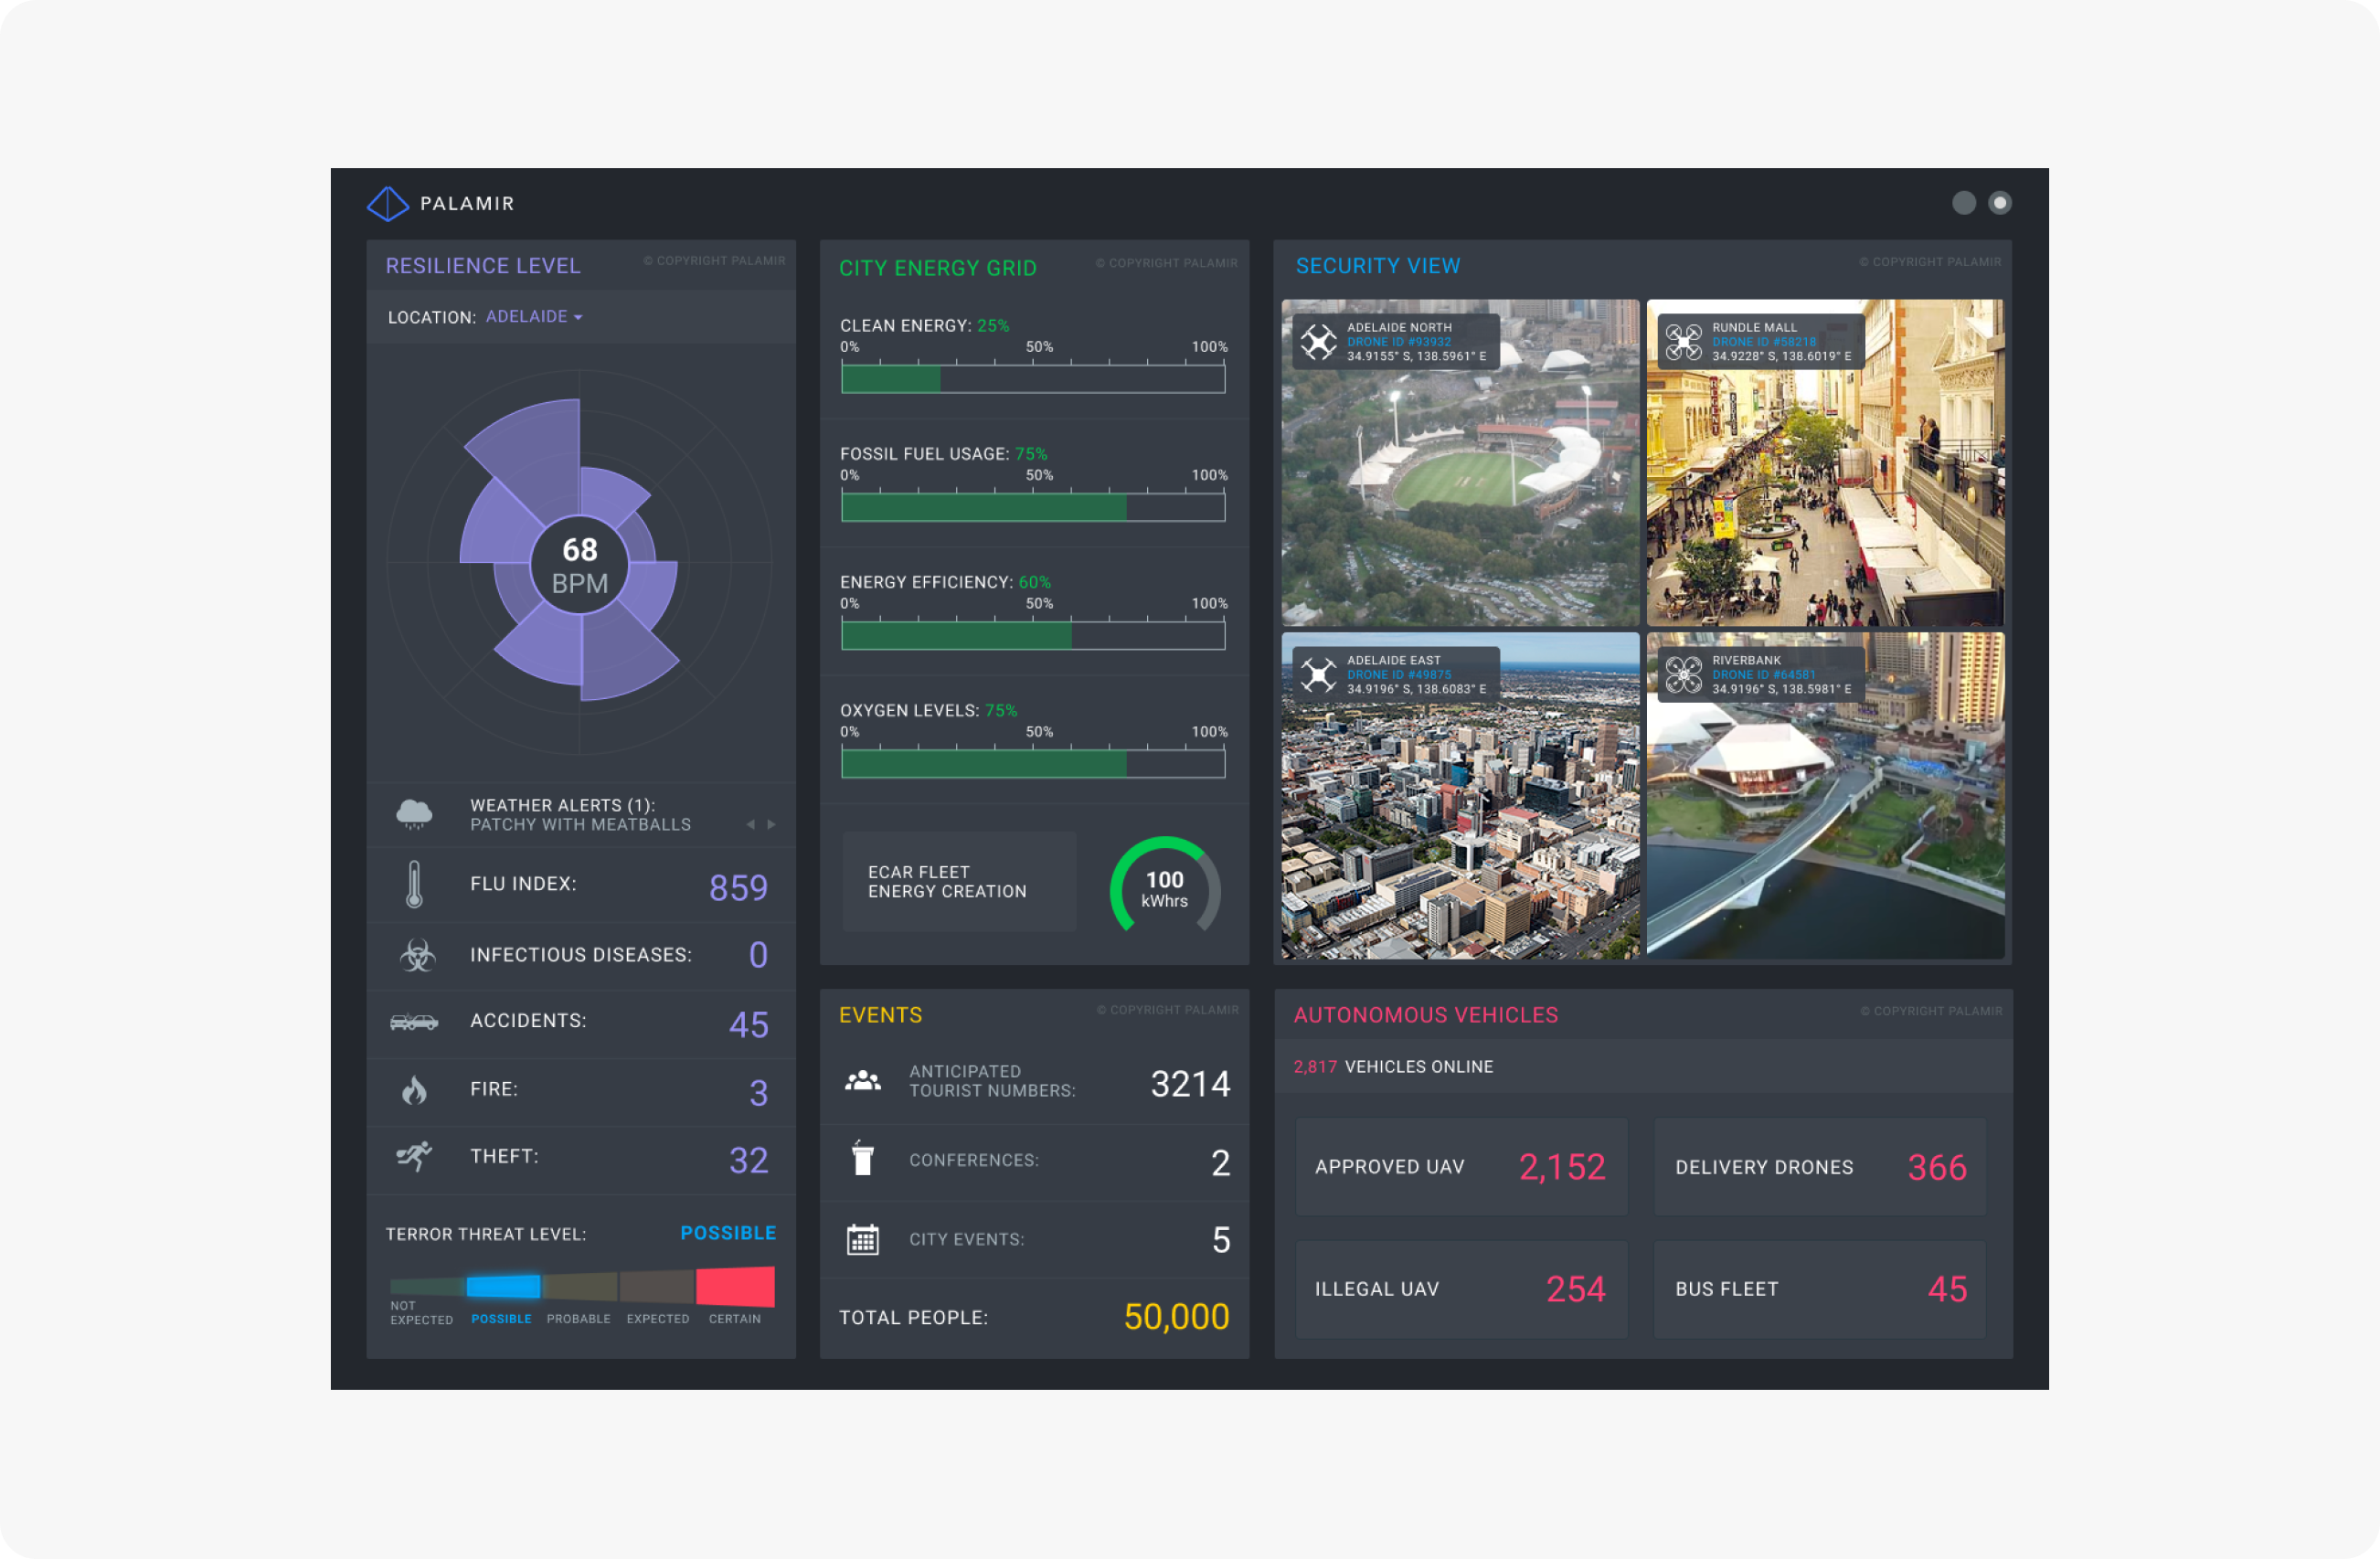 PALAMIR
RESILIENCE LEVEL
© COPYRIGHT PALAMIR
LOCATION: ADELAIDE
68
BPM
WEATHER ALERTS (1):
PATCHY WITH MEATBALLS
FLU INDEX: 859
INFECTIOUS DISEASES: 0
ACCIDENTS: 45
FIRE: 3
THEFT: 32
TERROR THREAT LEVEL: POSSIBLE
NOT
EXPECTED POSSIBLE PROBABLE EXPECTED CERTAIN
CITY ENERGY GRID
© COPYRIGHT PALAMIR
CLEAN ENERGY: 25%
0% 50% 100%
FOSSIL FUEL USAGE: 75%
0% 50% 100%
ENERGY EFFICIENCY: 60%
0% 50% 100%
OXYGEN LEVELS: 75%
0% 50% 100%
ECAR FLEET
ENERGY CREATION
100
kWhrs
EVENTS
© COPYRIGHT PALAMIR
ANTICIPATED
TOURIST NUMBERS: 3214
CONFERENCES: 2
CITY EVENTS: 5
TOTAL PEOPLE: 50,000
SECURITY VIEW
© COPYRIGHT PALAMIR
ADELAIDE NORTH
DRONE ID #93932
34.9155° S, 138.5961° E
RUNDLE MALL
DRONE ID #58218
34.9228° S, 138.6019° E
REGENT
ADELAIDE EAST
DRONE ID #49875
34.9196° S, 138.6083° E
RIVERBANK
DRONE ID #64581
34.9196° S, 138.5981° E
AUTONOMOUS VEHICLES
© COPYRIGHT PALAMIR
2,817 VEHICLES ONLINE
APPROVED UAV 2,152
DELIVERY DRONES 366
ILLEGAL UAV 254
BUS FLEET 45